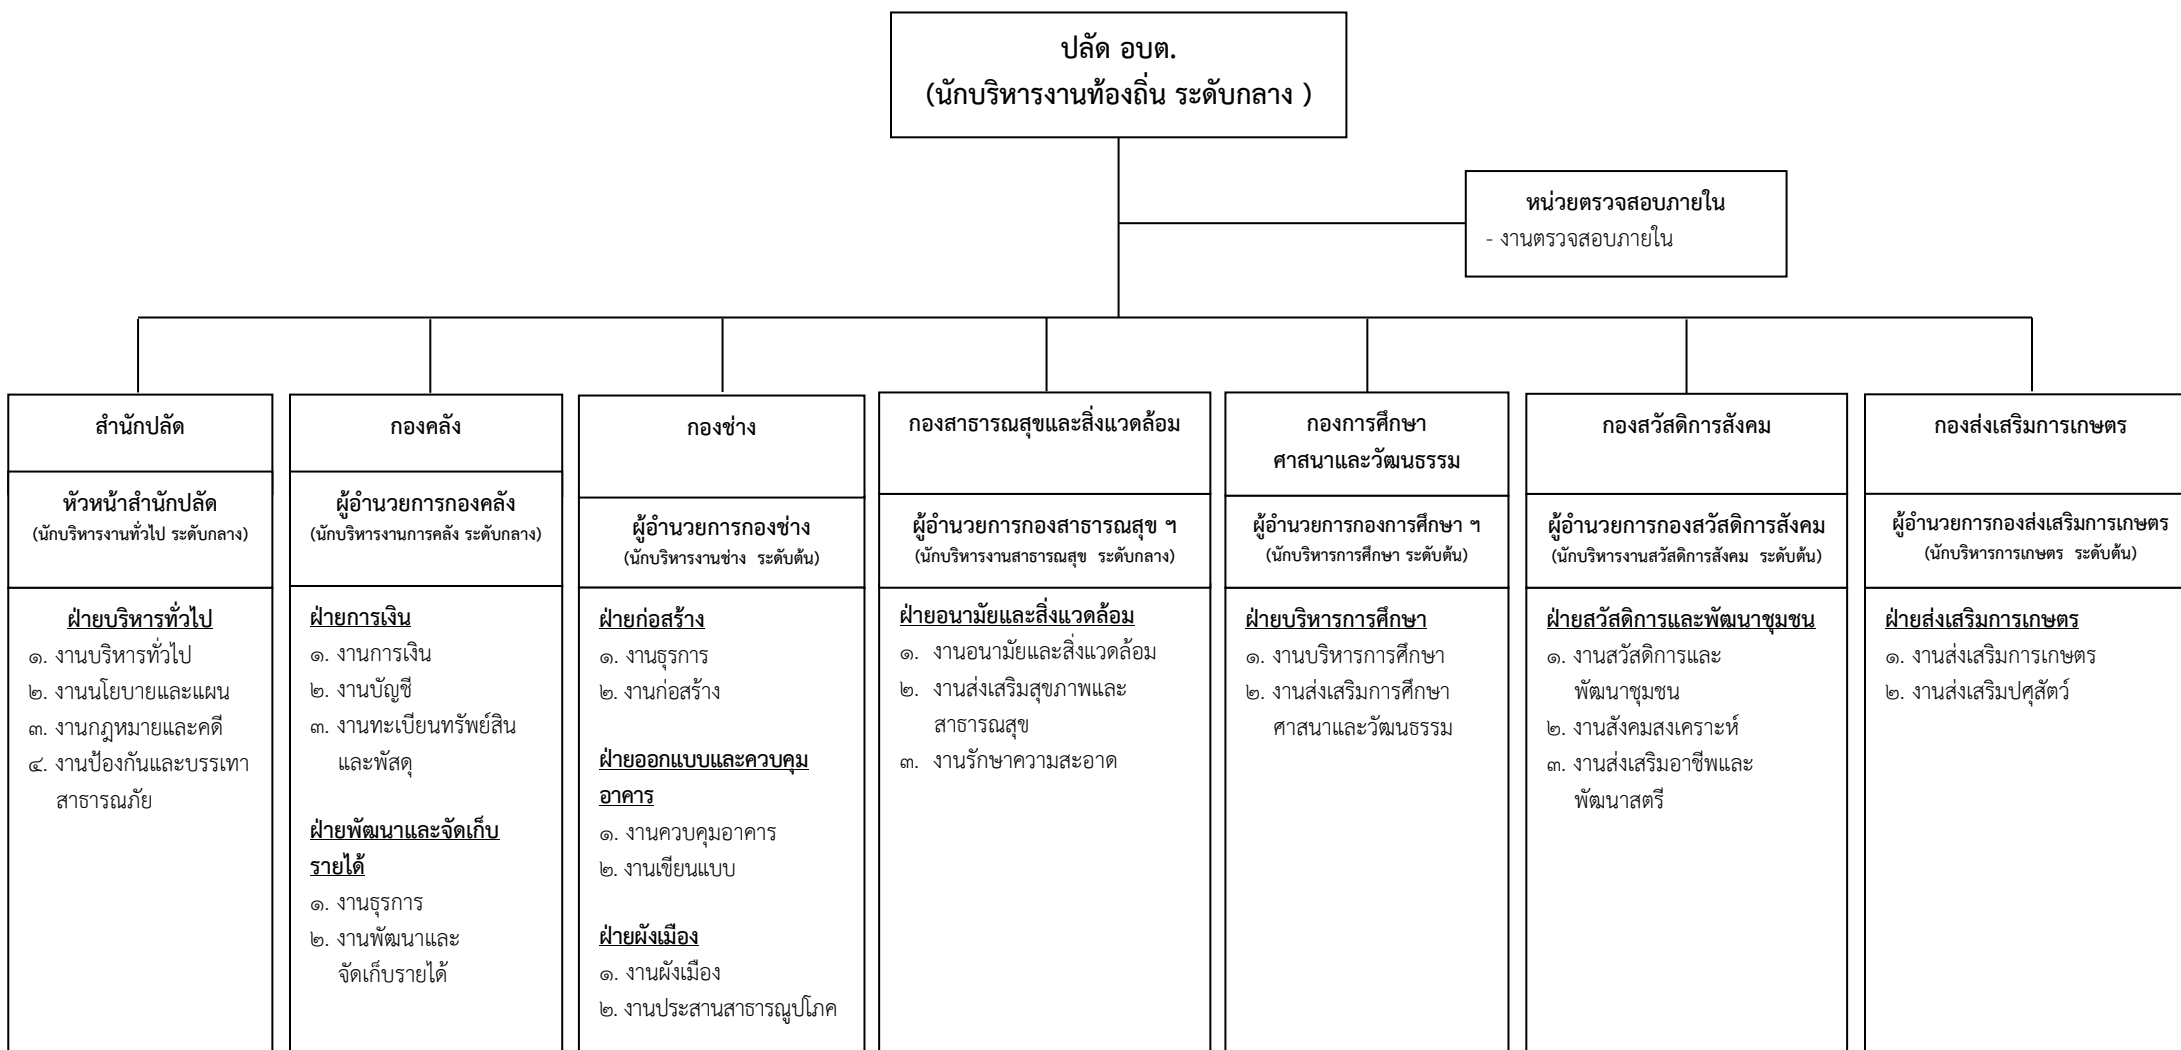 ปลัด อบต.
(นักบริหารงานท้องถิ่น ระดับกลาง )
หน่วยตรวจสอบภายใน
- งานตรวจสอบภายใน
สำนักปลัด
หัวหน้าสำนักปลัด
(นักบริหารงานทั่วไป ระดับกลาง)
ฝ่ายบริหารทั่วไป
๑. งานบริหารทั่วไป
๒. งานนโยบายและแผน
๓. งานกฎหมายและคดี
๔. งานป้องกันและบรรเทา
สาธารณภัย
กองคลัง
ผู้อำนวยการกองคลัง
(นักบริหารงานการคลัง ระดับกลาง)
ฝ่ายการเงิน
๑. งานการเงิน
๒. งานบัญชี
๓. งานทะเบียนทรัพย์สิน
และพัสดุ
ฝ่ายพัฒนาและจัดเก็บ
รายได้
๑. งานธุรการ
๒. งานพัฒนาและ
จัดเก็บรายได้
กองช่าง
ผู้อำนวยการกองช่าง
(นักบริหารงานช่าง ระดับต้น)
ฝ่ายก่อสร้าง
๑. งานธุรการ
๒. งานก่อสร้าง
ฝ่ายออกแบบและควบคุม
อาคาร
๑. งานควบคุมอาคาร
๒. งานเขียนแบบ
ฝ่ายผังเมือง
๑. งานผังเมือง
๒. งานประสานสาธารณูปโภค
กองสาธารณสุขและสิ่งแวดล้อม
ผู้อำนวยการกองสาธารณสุข ฯ
(นักบริหารงานสาธารณสุข ระดับกลาง)
ฝ่ายอนามัยและสิ่งแวดล้อม
๑. งานอนามัยและสิ่งแวดล้อม
๒. งานส่งเสริมสุขภาพและ
สาธารณสุข
๓. งานรักษาความสะอาด
กองการศึกษา
ศาสนาและวัฒนธรรม
ผู้อำนวยการกองการศึกษา ฯ
(นักบริหารการศึกษา ระดับต้น)
ฝ่ายบริหารการศึกษา
๑. งานบริหารการศึกษา
๒. งานส่งเสริมการศึกษา
ศาสนาและวัฒนธรรม
กองสวัสดิการสังคม
ผู้อำนวยการกองสวัสดิการสังคม
(นักบริหารงานสวัสดิการสังคม ระดับต้น)
ฝ่ายสวัสดิการและพัฒนาชุมชน
๑. งานสวัสดิการและ
พัฒนาชุมชน
๒. งานสังคมสงเคราะห์
๓. งานส่งเสริมอาชีพและ
พัฒนาสตรี
กองส่งเสริมการเกษตร
ผู้อำนวยการกองส่งเสริมการเกษตร
(นักบริหารการเกษตร ระดับต้น)
ฝ่ายส่งเสริมการเกษตร
๑. งานส่งเสริมการเกษตร
๒. งานส่งเสริมปศุสัตว์